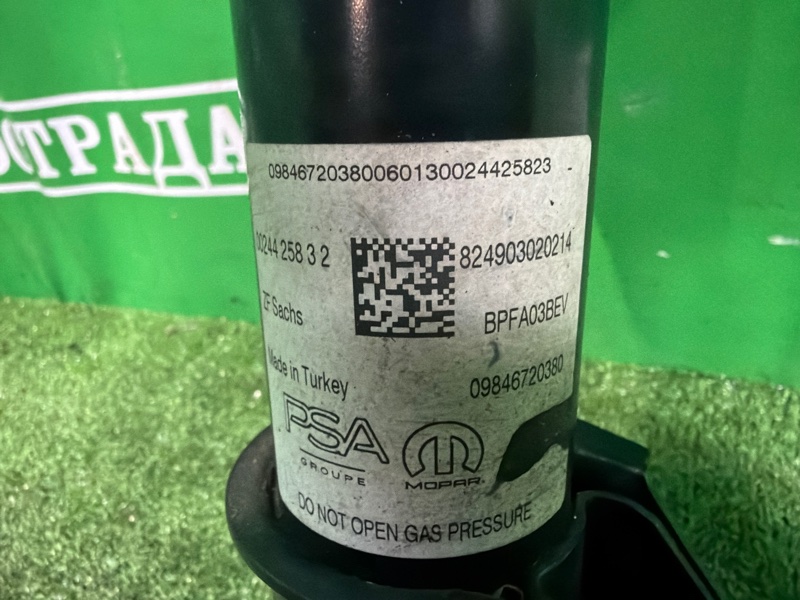 ОСТРАДА
09846720380060130024425823 -
00244 258 3 2
824903020214
ZF Sachs
BPFA03BEV
Made in Turkey
09846720380
PSA
GROUPE
MOPAR
DO NOT OPEN GAS PRESSURE